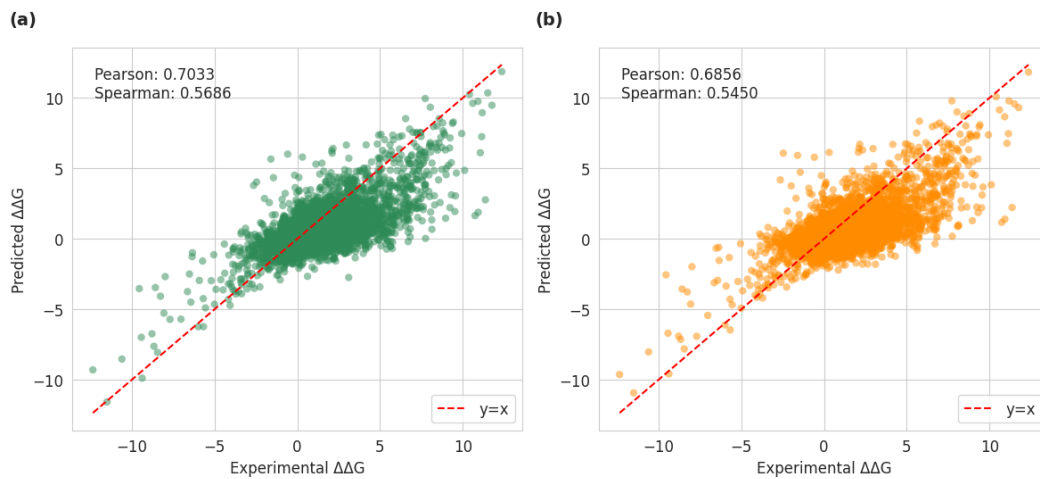 (a)
Pearson: 0.7033
Spearman: 0.5686
10
5
0
−5
−10
Predicted ΔΔG
−10
−5
0
5
10
Experimental ΔΔG
y=x
(b)
Pearson: 0.6856
Spearman: 0.5450
10
5
0
−5
−10
Predicted ΔΔG
−10
−5
0
5
10
Experimental ΔΔG
y=x